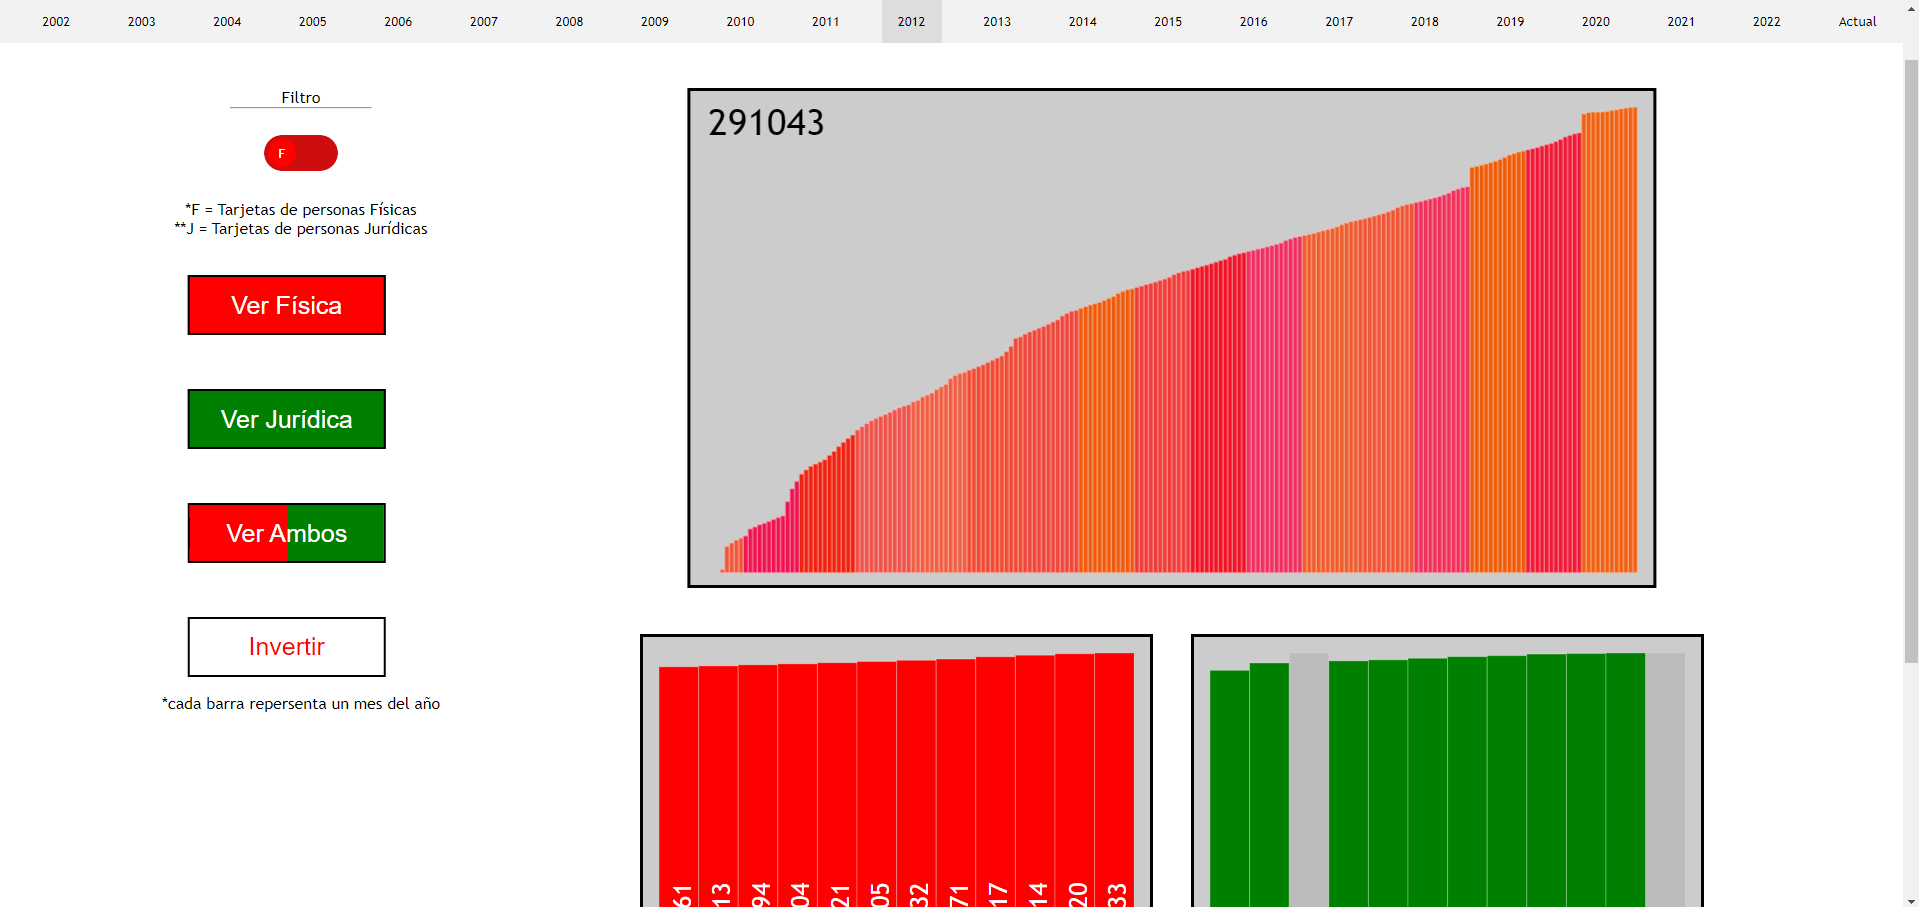 2002 2003 2004 2005 2006 2007 2008 2009 2010 2011 2012 2013 2014 2015 2016 2017 2018 2019 2020 2021 2022 Actual
Filtro
F
*F = Tarjetas de personas Físicas
**J = Tarjetas de personas Jurídicas
Ver Física
Ver Jurídica
Ver Ambos
Invertir
*cada barra repersenta un mes del año
291043
61
13
94
04
21
05
32
71
17
14
20
33